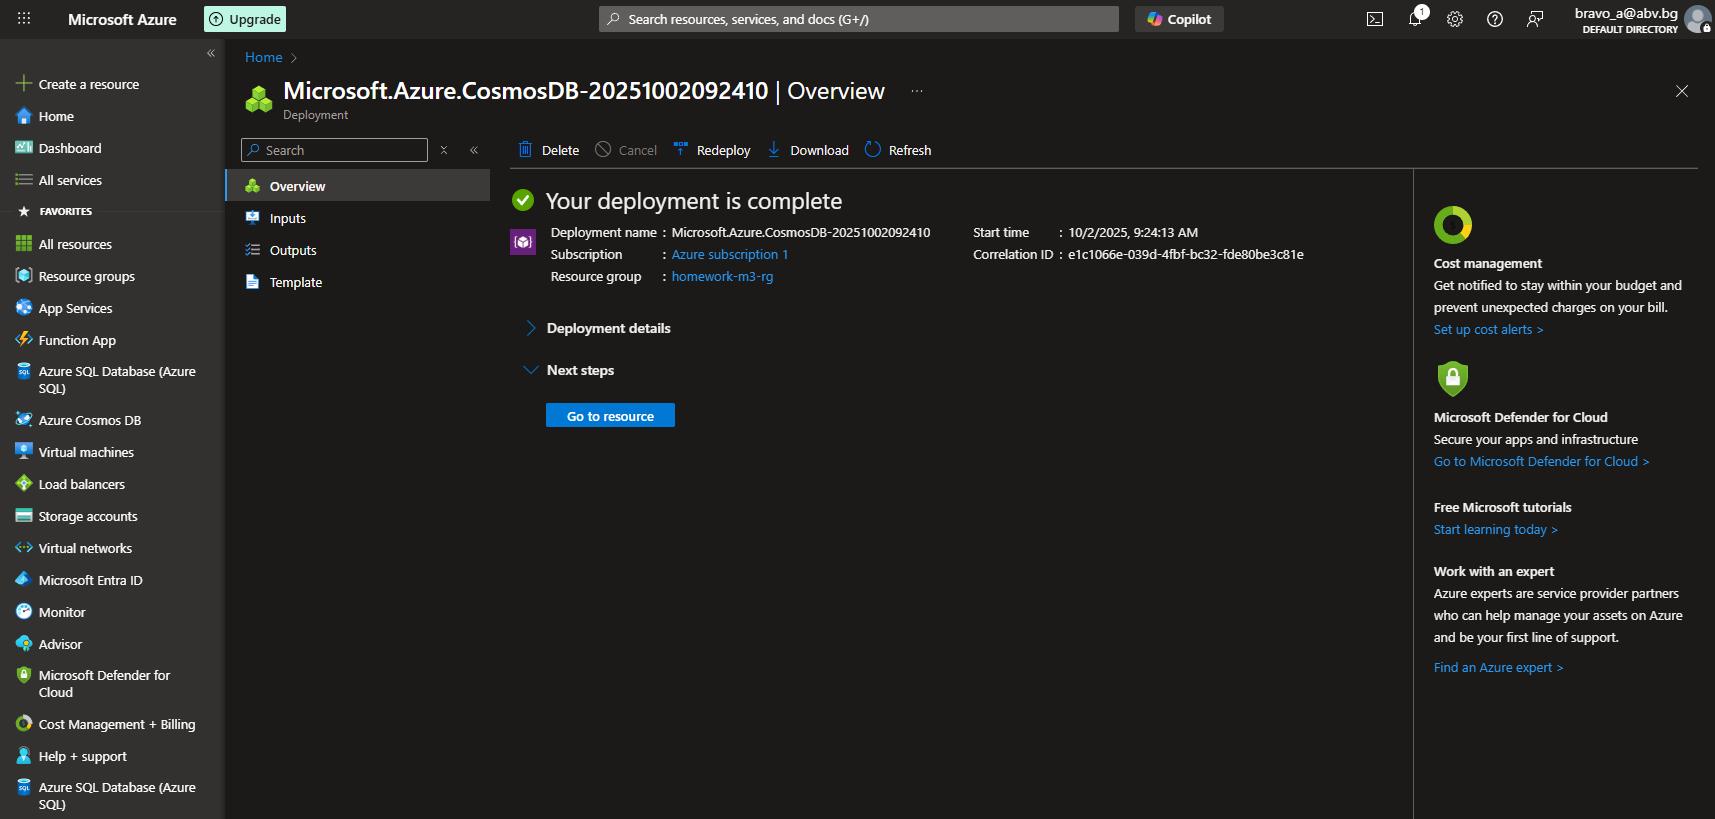 Microsoft Azure
Upgrade
Search resources, services, and docs (G+/)
Copilot
1
bravo_a@abv.bg
DEFAULT DIRECTORY
Create a resource
Home
Dashboard
All services
FAVORITES
All resources
Resource groups
App Services
Function App
Azure SQL Database (Azure
SQL)
Azure Cosmos DB
Virtual machines
Load balancers
Storage accounts
Virtual networks
Microsoft Entra ID
Monitor
Advisor
Microsoft Defender for
Cloud
Cost Management + Billing
Help + support
Azure SQL Database (Azure
SQL)
Home
Microsoft.Azure.CosmosDB-20251002092410 | Overview
Deployment
Search
Overview
Inputs
Outputs
Template
Delete
Cancel
Redeploy
Download
Refresh
Your deployment is complete
Deployment name : Microsoft.Azure.CosmosDB-20251002092410
Subscription : Azure subscription 1
Resource group : homework-m3-rg
Start time : 10/2/2025, 9:24:13 AM
Correlation ID : e1c1066e-039d-4fbf-bc32-fde80be3c81e
Deployment details
Next steps
Go to resource
Cost management
Get notified to stay within your budget and
prevent unexpected charges on your bill.
Set up cost alerts >
Microsoft Defender for Cloud
Secure your apps and infrastructure
Go to Microsoft Defender for Cloud >
Free Microsoft tutorials
Start learning today >
Work with an expert
Azure experts are service provider partners
who can help manage your assets on Azure
and be your first line of support.
Find an Azure expert >